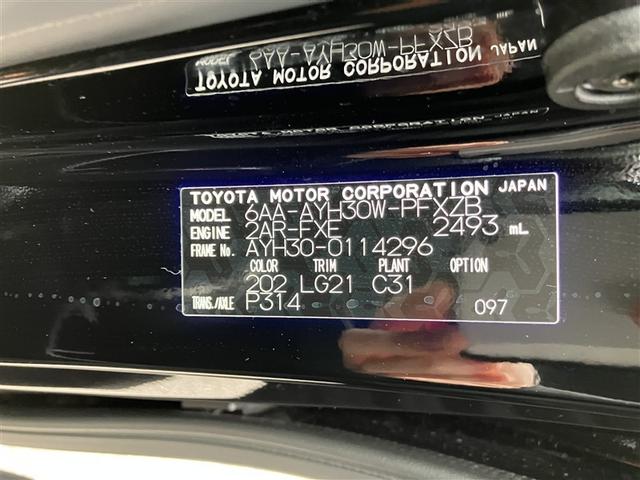 TOYOTA MOTOR CORPORATION JAPAN
MODEL 6AA-AYH30W-PFXZB
ENGINE 2AR-FXE 2493 mL
FRAME No. AYH30-0114296
COLOR TRIM PLANT OPTION
202 LG21 C31
TRANS./AXLE P314 097